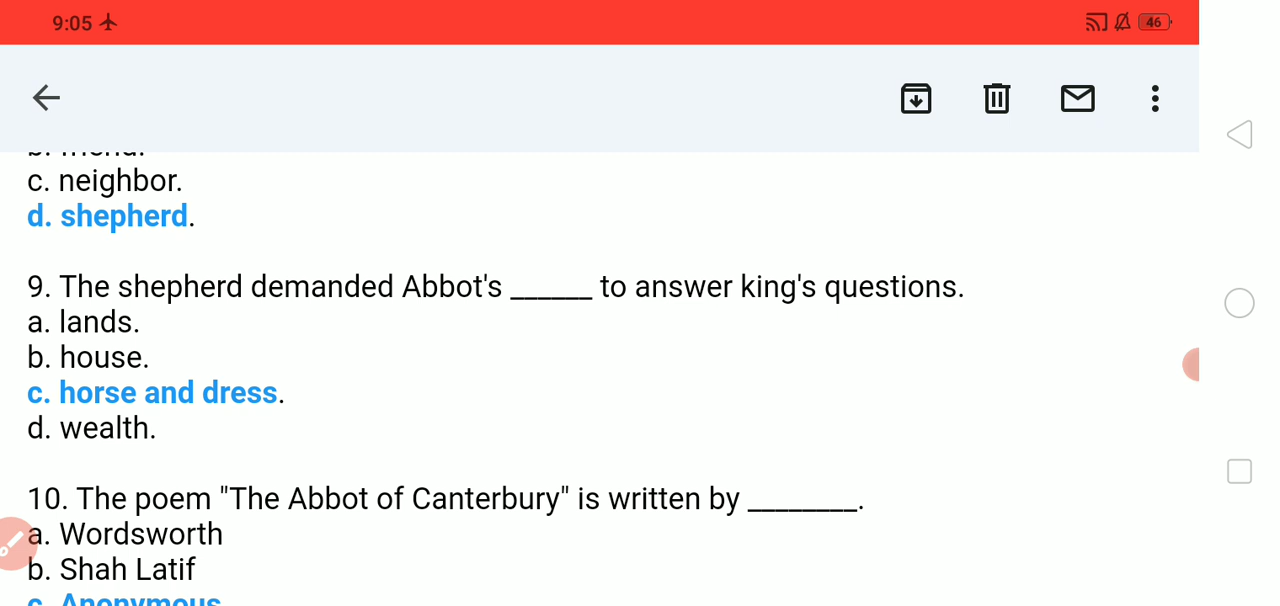 9:05
46
c. neighbor.
d. shepherd.
9. The shepherd demanded Abbot's ______ to answer king's questions.
a. lands.
b. house.
c. horse and dress.
d. wealth.
10. The poem "The Abbot of Canterbury" is written by ________.
a. Wordsworth
b. Shah Latif
c. Anonymous